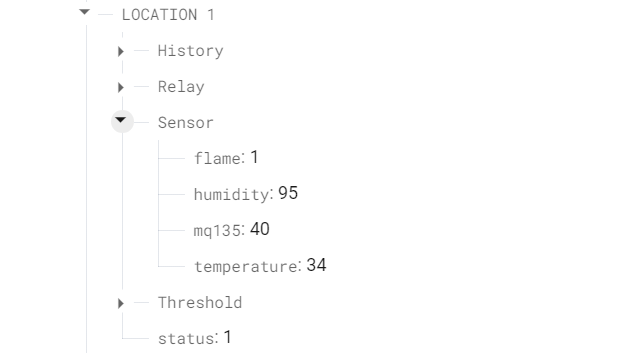 LOCATION 1
History
Relay
Sensor
flame: 1
humidity: 95
mq135: 40
temperature: 34
Threshold
status: 1